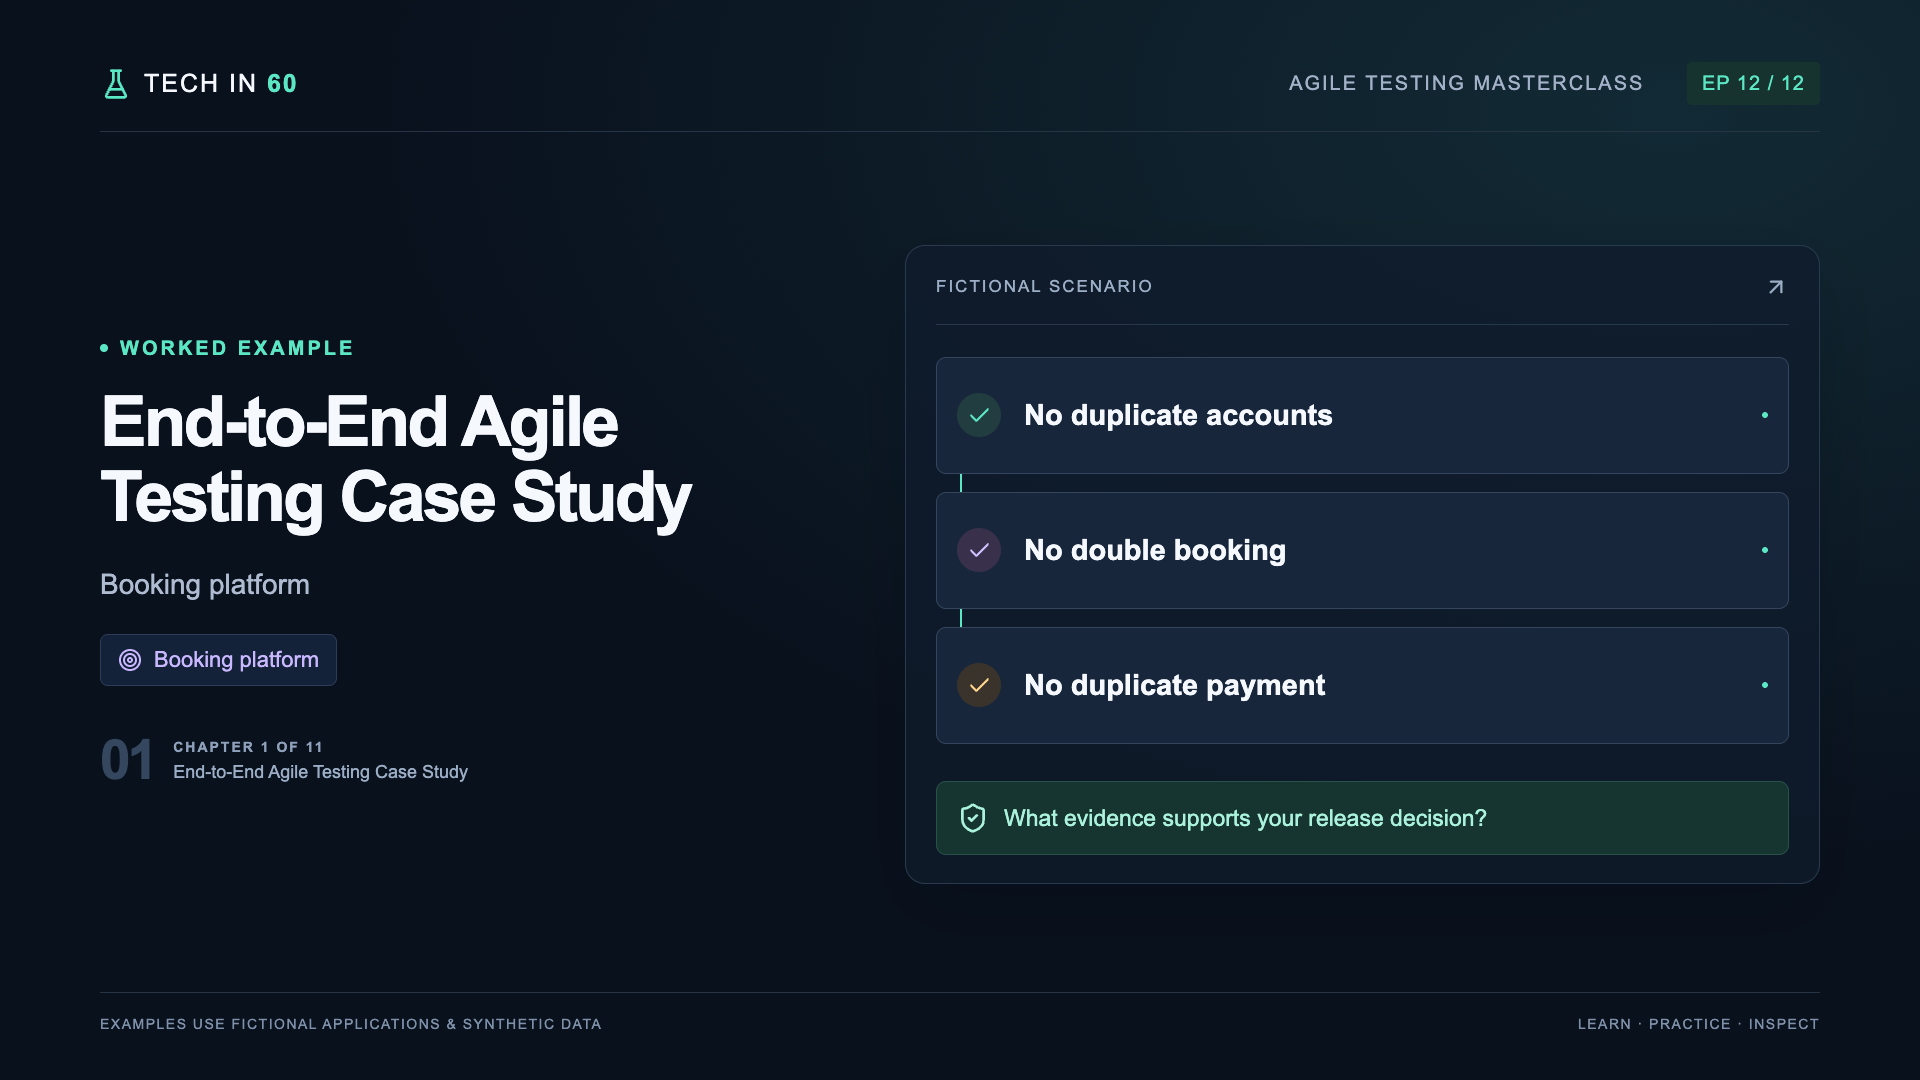 TECH IN 60
AGILE TESTING MASTERCLASS
EP 12 / 12
WORKED EXAMPLE
End-to-End Agile
Testing Case Study
Booking platform
Booking platform
01
CHAPTER 1 OF 11
End-to-End Agile Testing Case Study
FICTIONAL SCENARIO
No duplicate accounts
No double booking
No duplicate payment
What evidence supports your release decision?
EXAMPLES USE FICTIONAL APPLICATIONS & SYNTHETIC DATA
LEARN · PRACTICE · INSPECT